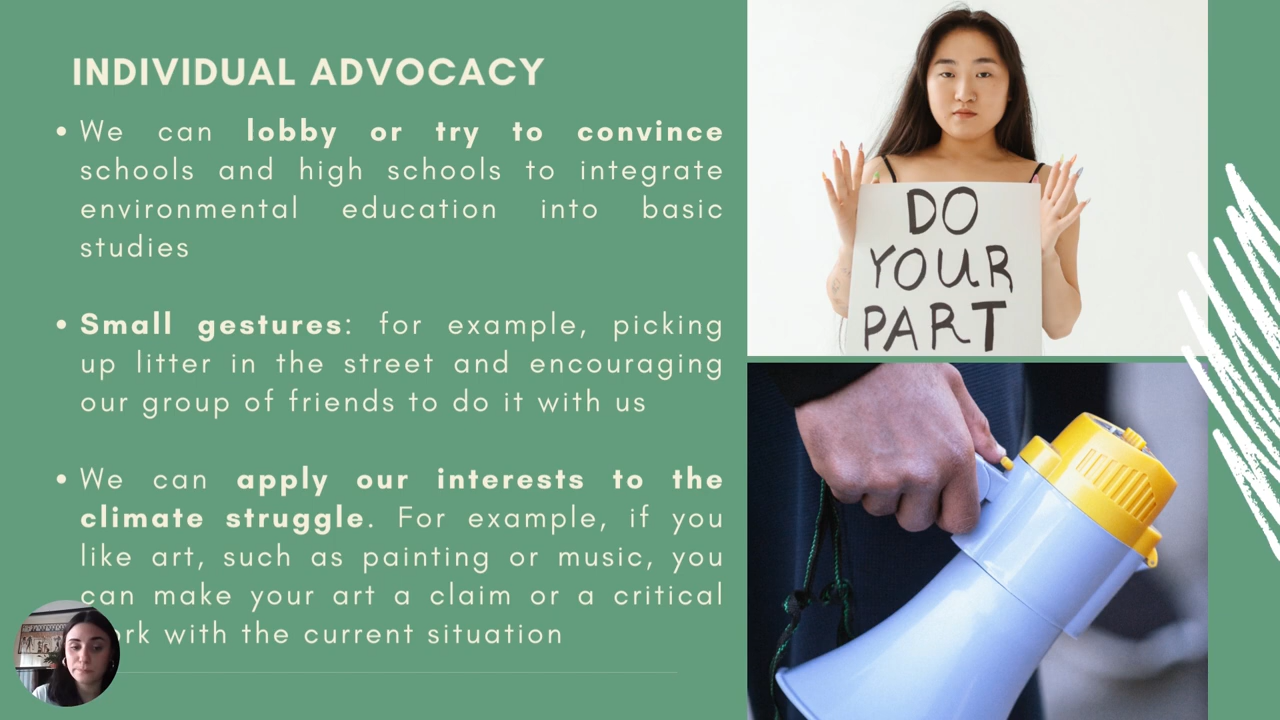 INDIVIDUAL ADVOCACY
• We can lobby or try to convince
schools and high schools to integrate
environmental education into basic
studies
• Small gestures: for example, picking
up litter in the street and encouraging
our group of friends to do it with us
• We can apply our interests to the
climate struggle. For example, if you
like art, such as painting or music, you
can make your art a claim or a critical
with the current situation
DO
YOUR
PART